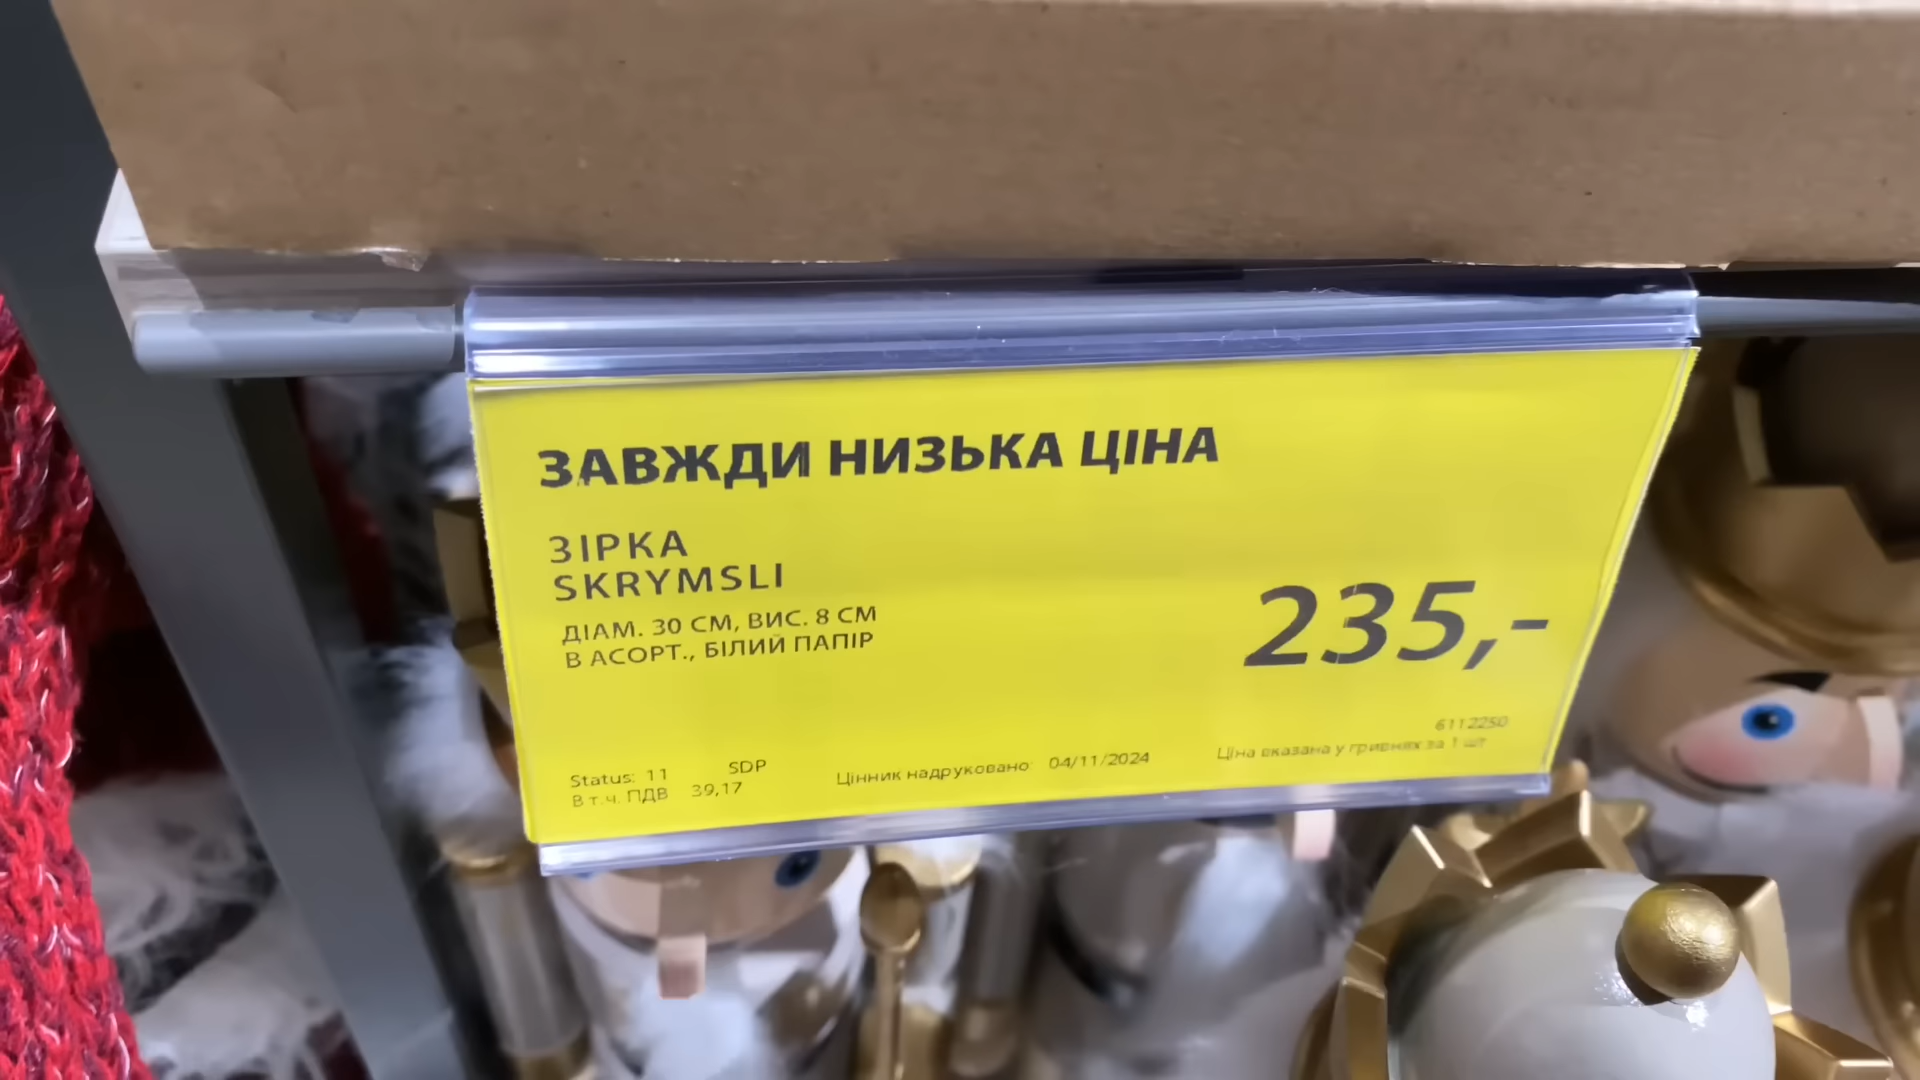 ЗАВЖДИ НИЗЬКА ЦІНА
ЗІРКА
SKRYMSLI
ДІАМ. 30 СМ, ВИС. 8 СМ
В АСОРТ., БІЛИЙ ПАПІР
235,-
6112250
Status: 11 SDP
В т.ч. ПДВ 39,17
Цінник надруковано: 04/11/2024
Ціна вказана у гривнях за 1 шт